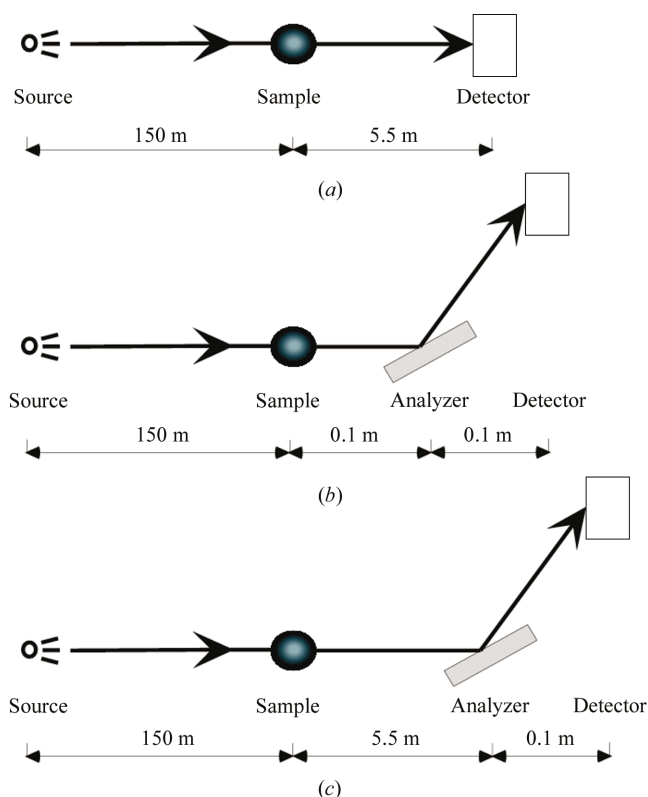 Source Sample Detector
150 m 5.5 m
(a)
Source Sample Analyzer Detector
150 m 0.1 m 0.1 m
(b)
Source Sample Analyzer Detector
150 m 5.5 m 0.1 m
(c)